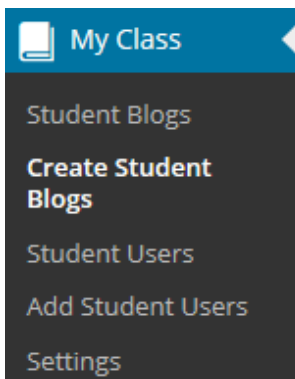 My Class
Student Blogs
Create Student
Blogs
Student Users
Add Student Users
Settings